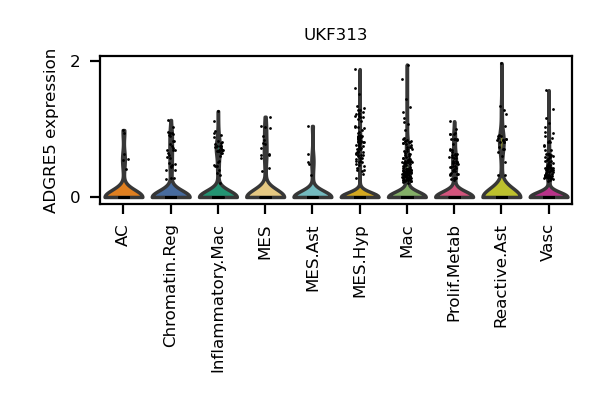 UKF313
ADGRE5 expression
2
0
AC
Chromatin.Reg
Inflammatory.Mac
MES
MES.Ast
MES.Hyp
Mac
Prolif.Metab
Reactive.Ast
Vasc